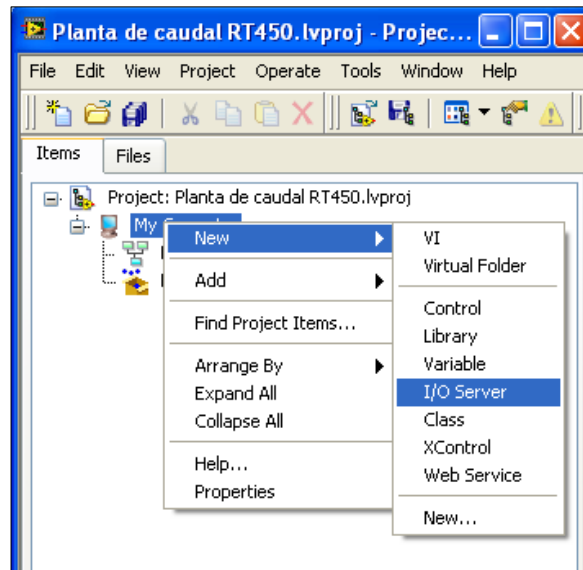 Planta de caudal RT450.lvproj - Projec...
File Edit View Project Operate Tools Window Help
Items Files
Project: Planta de caudal RT450.lvproj
My
New
Add
Find Project Items...
Arrange By
Expand All
Collapse All
Help...
Properties
VI
Virtual Folder
Control
Library
Variable
I/O Server
Class
XControl
Web Service
New...